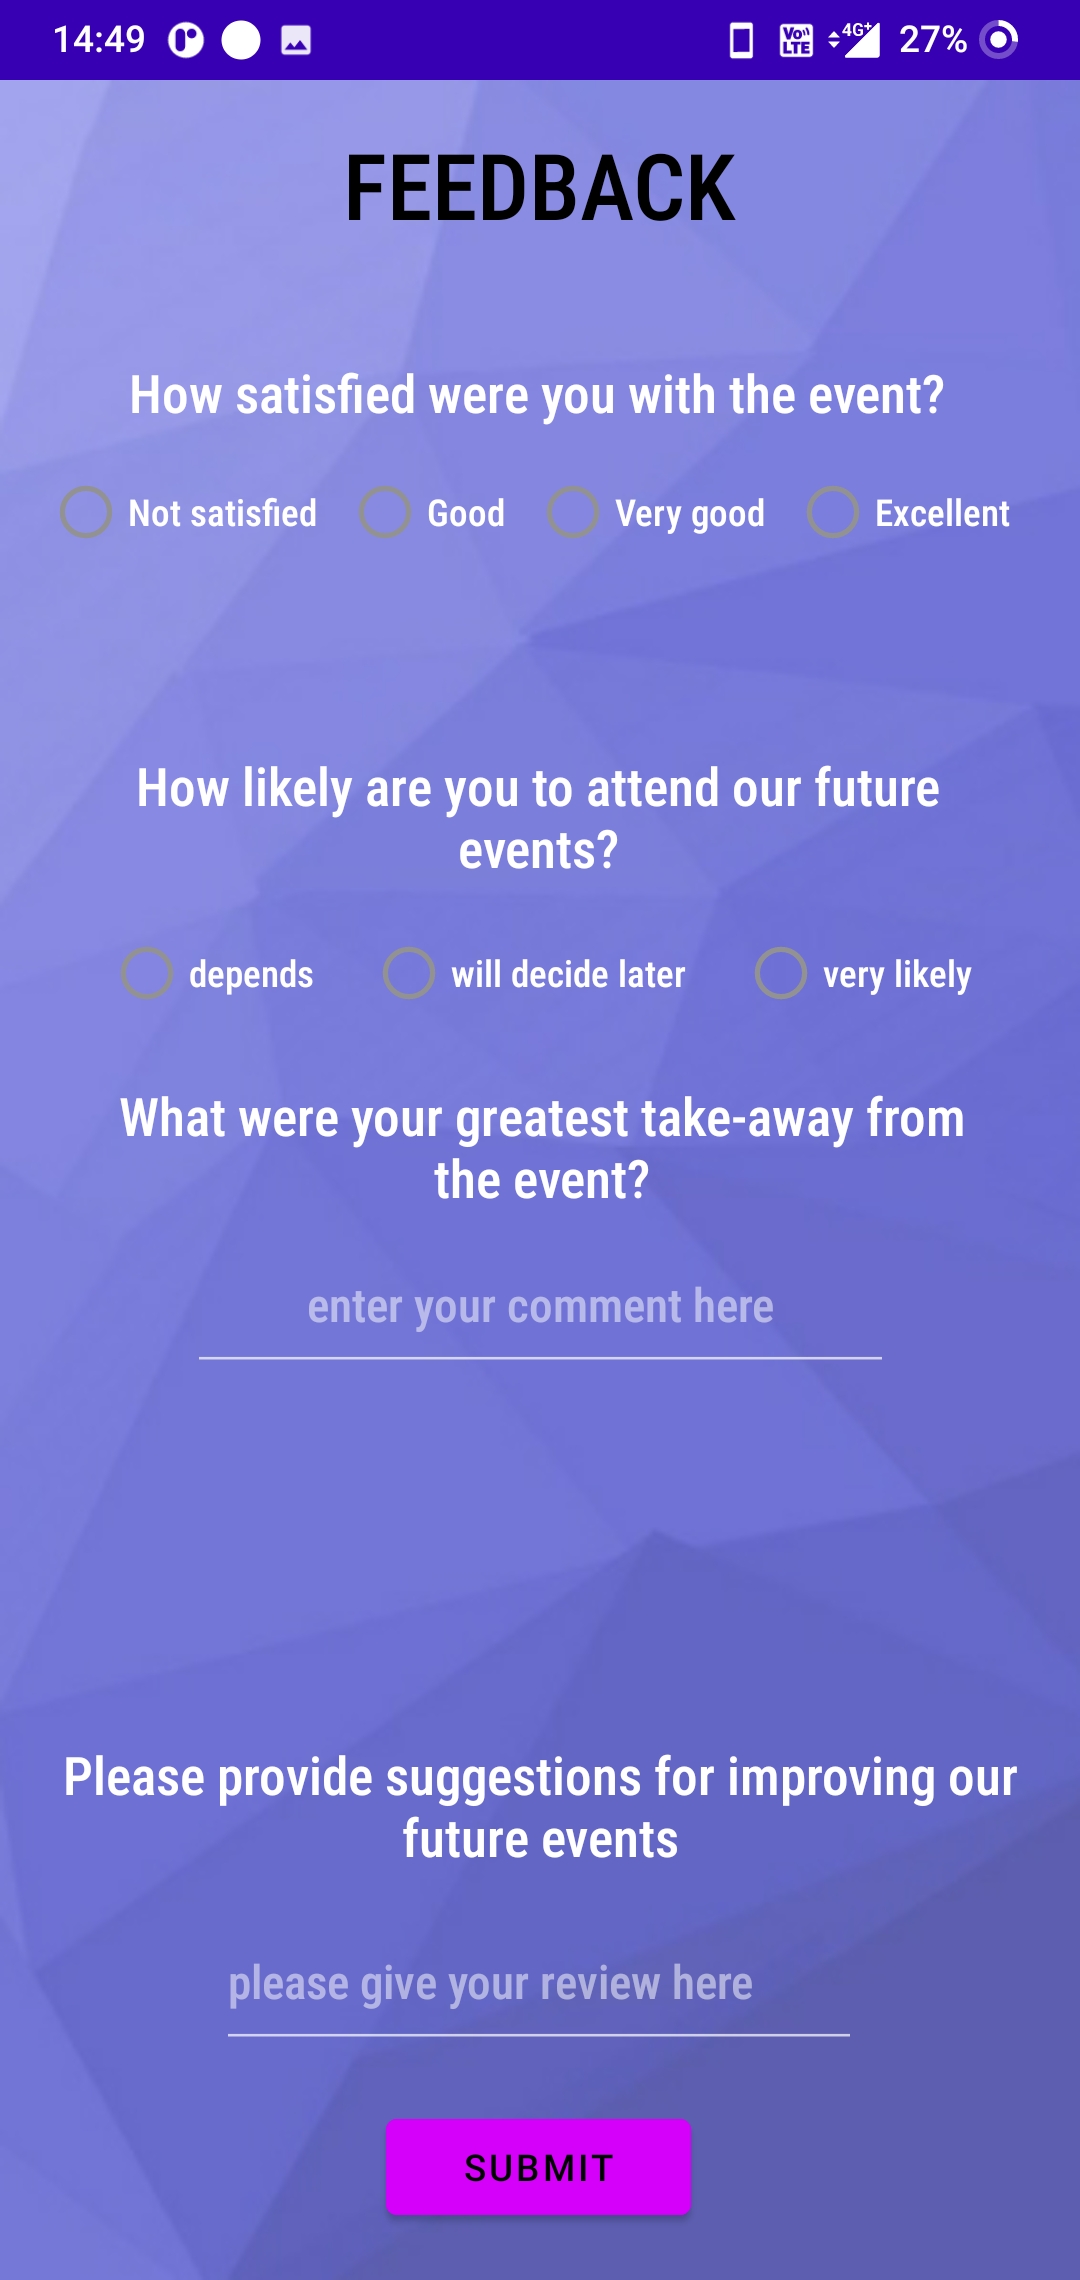 14:49 VoLTE 4G+ 27%
FEEDBACK
How satisfied were you with the event?
Not satisfied Good Very good Excellent
How likely are you to attend our future
events?
depends will decide later very likely
What were your greatest take-away from
the event?
enter your comment here
Please provide suggestions for improving our
future events
please give your review here
SUBMIT